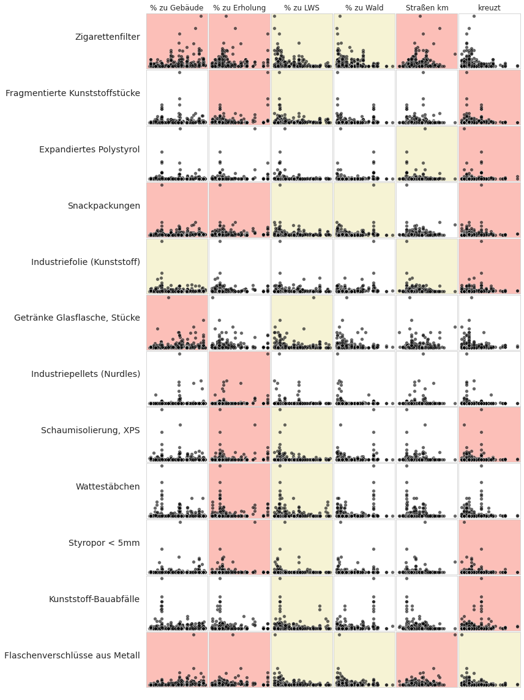 % zu Gebäude % zu Erholung % zu LWS % zu Wald Straßen km kreuzt
Zigarettenfilter
Fragmentierte Kunststoffstücke
Expandiertes Polystyrol
Snackpackungen
Industriefolie (Kunststoff)
Getränke Glasflasche, Stücke
Industriepellets (Nurdles)
Schaumisolierung, XPS
Wattestäbchen
Styropor < 5mm
Kunststoff-Bauabfälle
Flaschenverschlüsse aus Metall